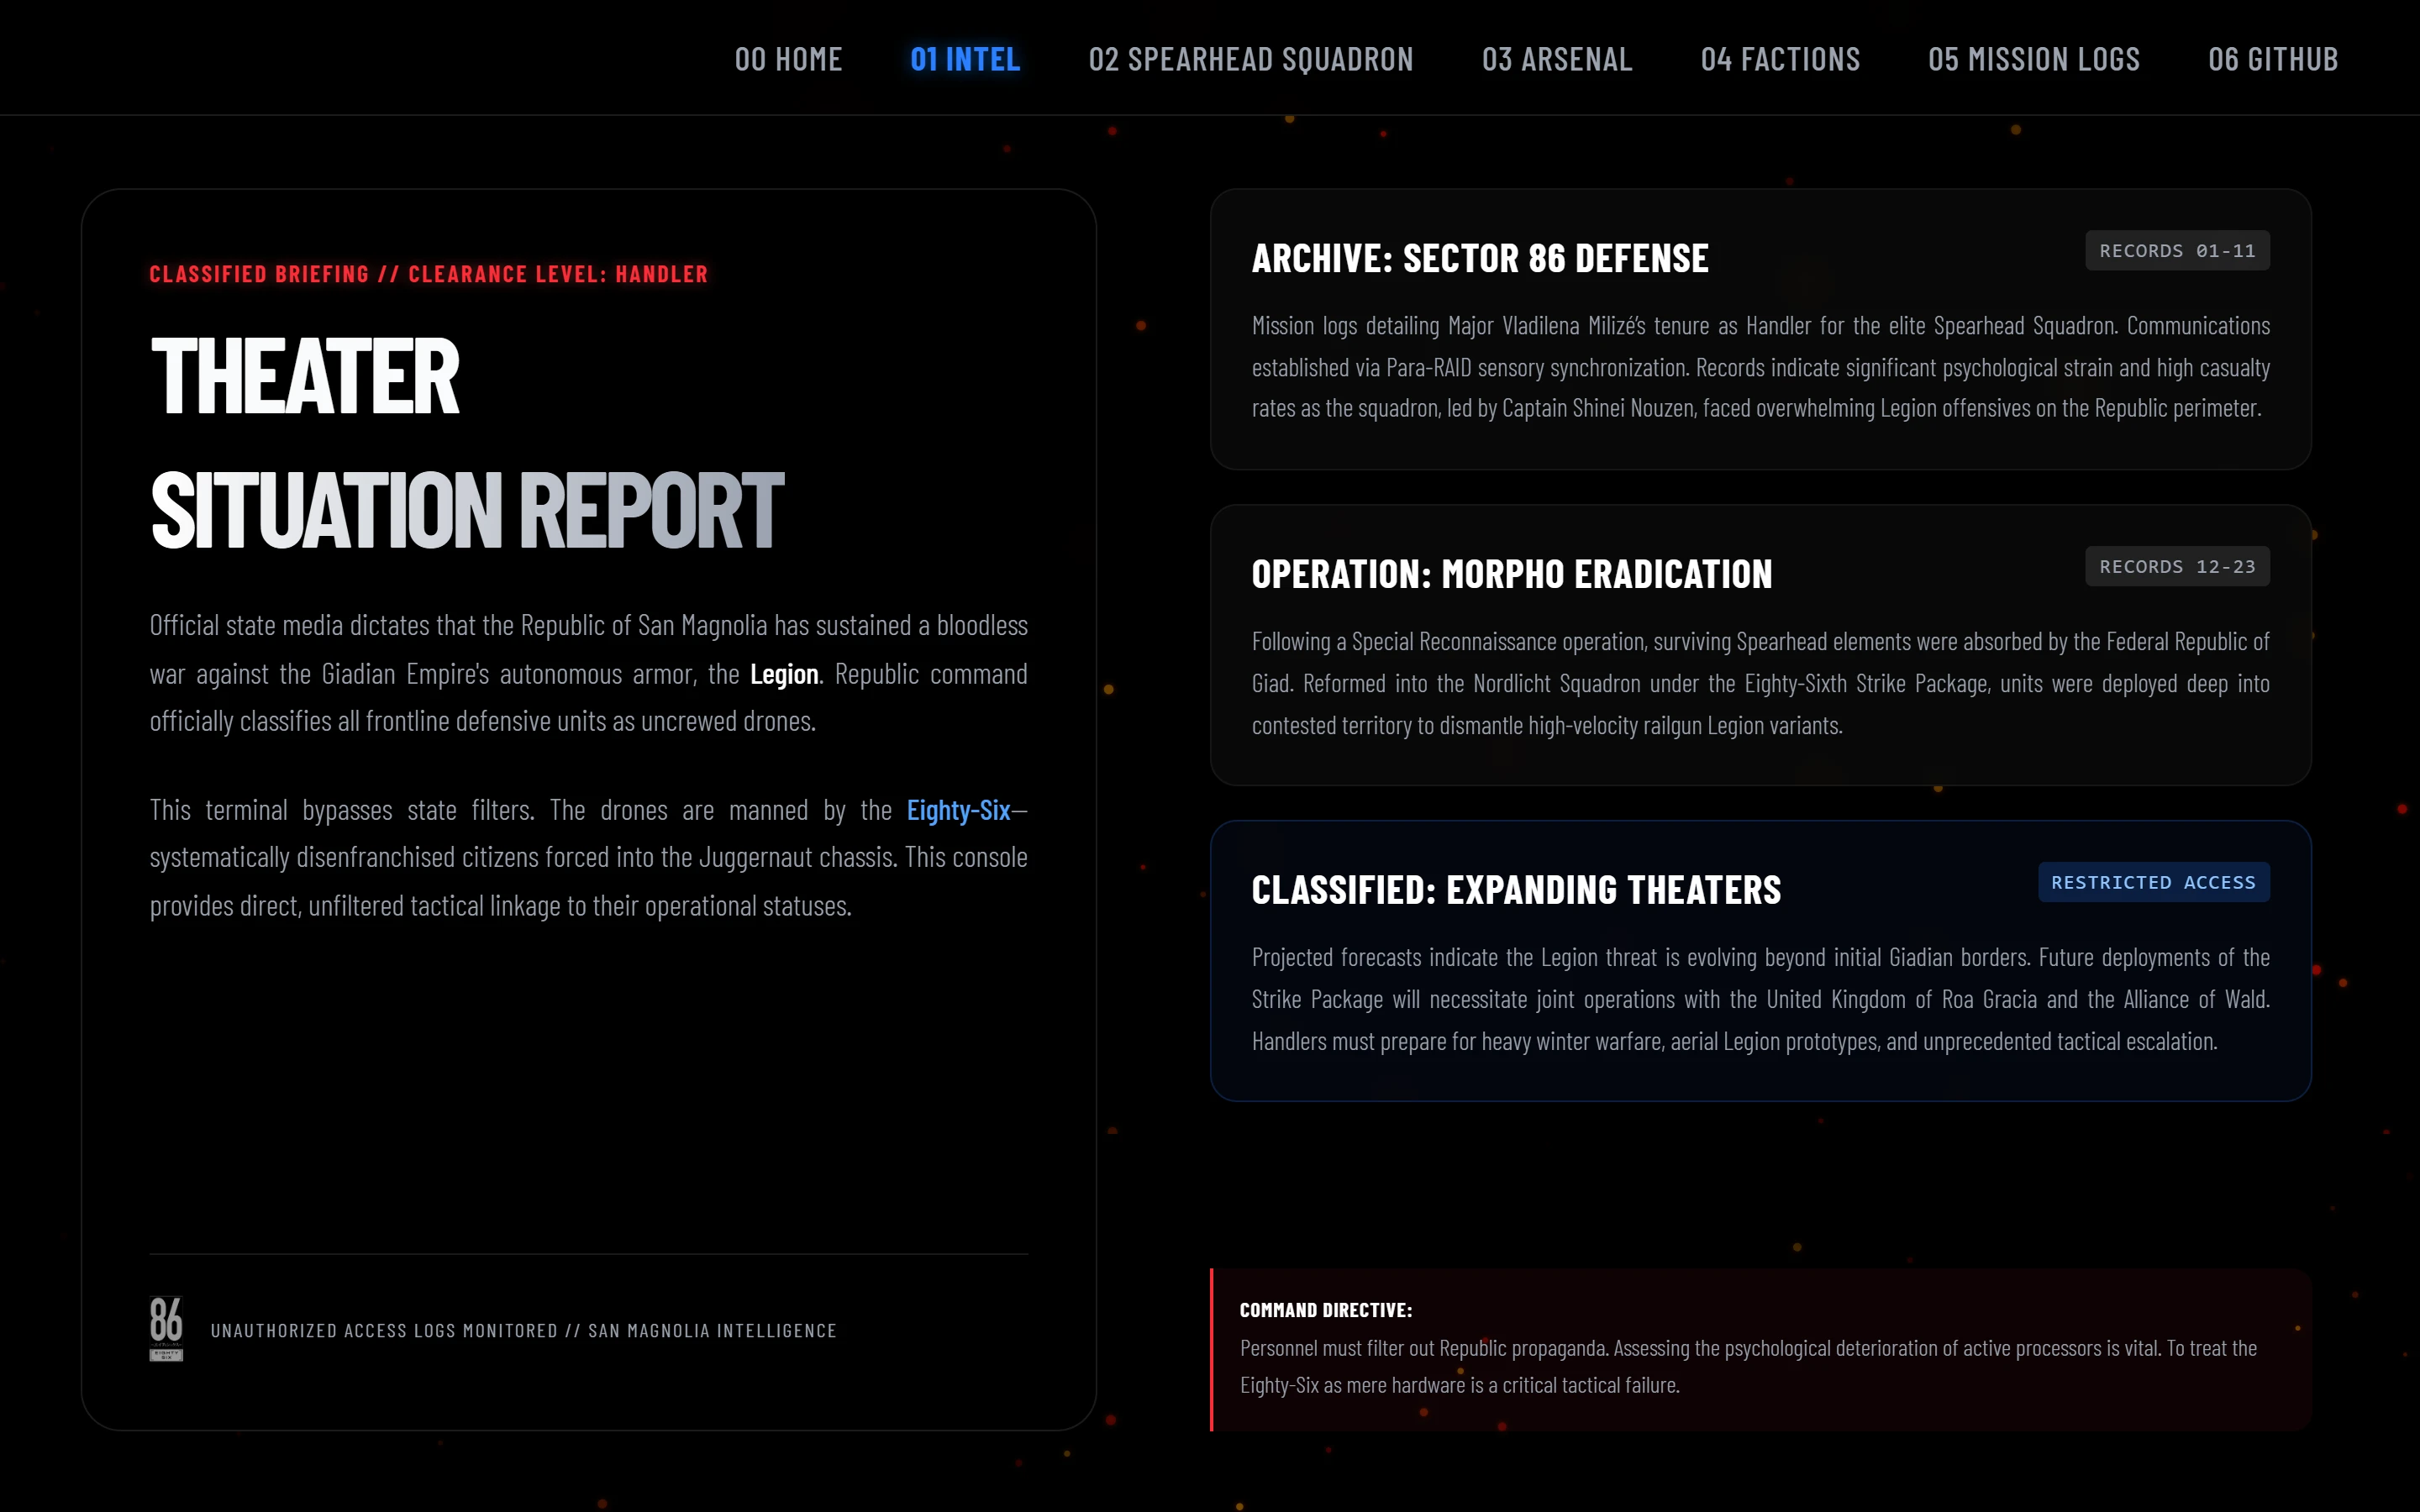 00 HOME
01 INTEL
02 SPEARHEAD SQUADRON
03 ARSENAL
04 FACTIONS
05 MISSION LOGS
06 GITHUB
CLASSIFIED BRIEFING // CLEARANCE LEVEL: HANDLER
THEATER
SITUATION REPORT
Official state media dictates that the Republic of San Magnolia has sustained a bloodless
war against the Giadian Empire's autonomous armor, the Legion. Republic command
officially classifies all frontline defensive units as uncrewed drones.
This terminal bypasses state filters. The drones are manned by the Eighty-Six—
systematically disenfranchised citizens forced into the Juggernaut chassis. This console
provides direct, unfiltered tactical linkage to their operational statuses.
86
EIGHTY
SIX
UNAUTHORIZED ACCESS LOGS MONITORED // SAN MAGNOLIA INTELLIGENCE
ARCHIVE: SECTOR 86 DEFENSE
RECORDS 01-11
Mission logs detailing Major Vladilena Milizé’s tenure as Handler for the elite Spearhead Squadron. Communications
established via Para-RAID sensory synchronization. Records indicate significant psychological strain and high casualty
rates as the squadron, led by Captain Shinei Nouzen, faced overwhelming Legion offensives on the Republic perimeter.
OPERATION: MORPHO ERADICATION
RECORDS 12-23
Following a Special Reconnaissance operation, surviving Spearhead elements were absorbed by the Federal Republic of
Giad. Reformed into the Nordlicht Squadron under the Eighty-Sixth Strike Package, units were deployed deep into
contested territory to dismantle high-velocity railgun Legion variants.
CLASSIFIED: EXPANDING THEATERS
RESTRICTED ACCESS
Projected forecasts indicate the Legion threat is evolving beyond initial Giadian borders. Future deployments of the
Strike Package will necessitate joint operations with the United Kingdom of Roa Gracia and the Alliance of Wald.
Handlers must prepare for heavy winter warfare, aerial Legion prototypes, and unprecedented tactical escalation.
COMMAND DIRECTIVE:
Personnel must filter out Republic propaganda. Assessing the psychological deterioration of active processors is vital. To treat the
Eighty-Six as mere hardware is a critical tactical failure.